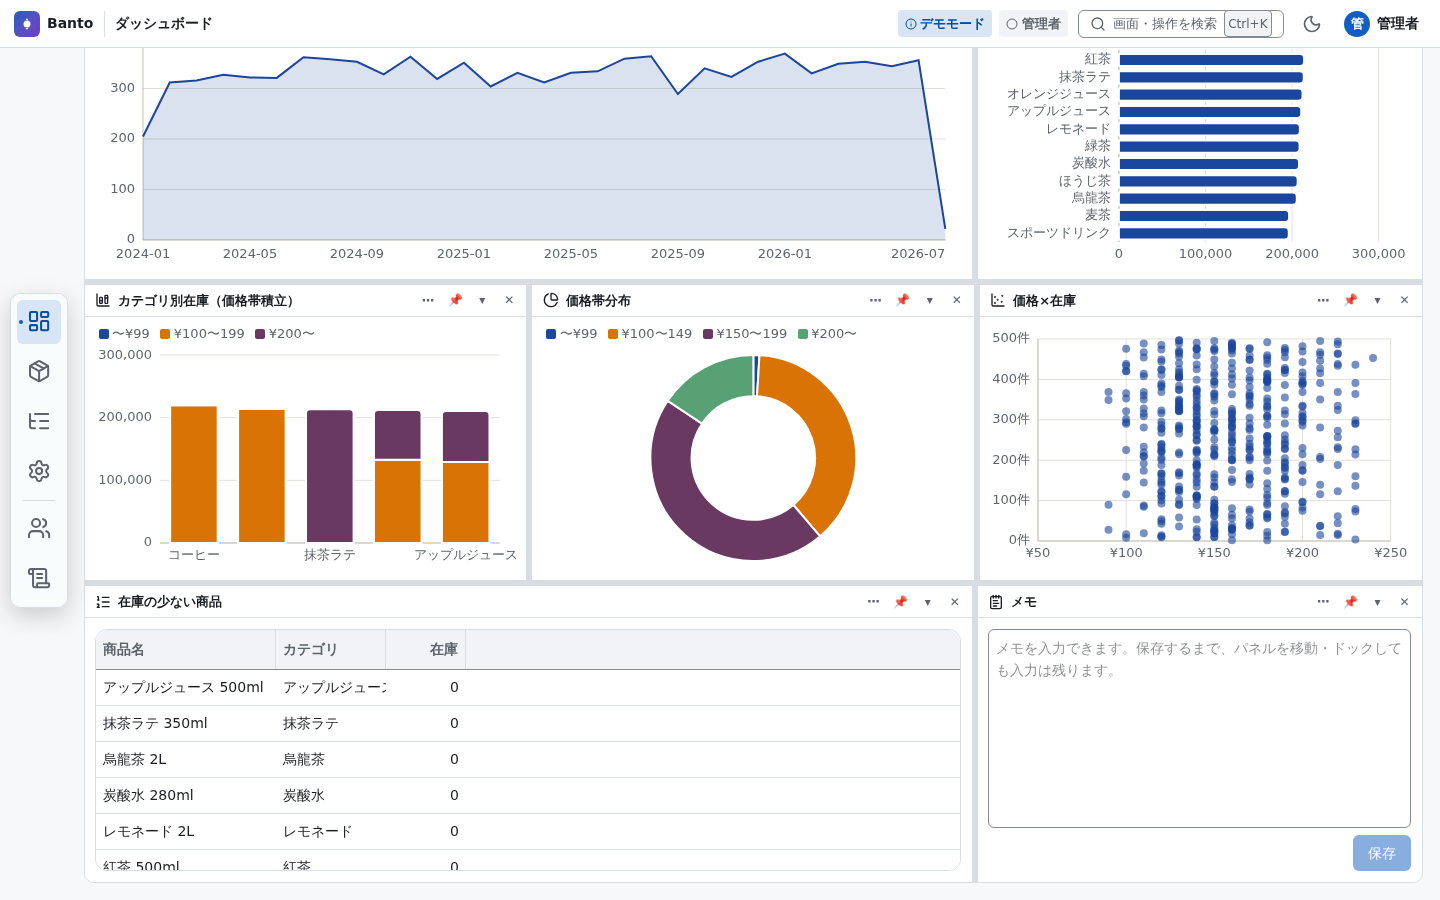 Banto
ダッシュボード
デモモード
管理者
画面・操作を検索
Ctrl+K
管
管理者
300
200
100
0
2024-01
2024-05
2024-09
2025-01
2025-05
2025-09
2026-01
2026-07
紅茶
抹茶ラテ
オレンジジュース
アップルジュース
レモネード
緑茶
炭酸水
ほうじ茶
烏龍茶
麦茶
スポーツドリンク
0
100,000
200,000
300,000
カテゴリ別在庫（価格帯積立）
〜¥99
¥100〜199
¥200〜
300,000
200,000
100,000
0
コーヒー
抹茶ラテ
アップルジュース
価格帯分布
〜¥99
¥100〜149
¥150〜199
¥200〜
価格×在庫
500件
400件
300件
200件
100件
0件
¥50
¥100
¥150
¥200
¥250
在庫の少ない商品
商品名
カテゴリ
在庫
アップルジュース 500ml
アップルジュース
0
抹茶ラテ 350ml
抹茶ラテ
0
烏龍茶 2L
烏龍茶
0
炭酸水 280ml
炭酸水
0
レモネード 2L
レモネード
0
紅茶 500ml
紅茶
0
メモ
メモを入力できます。保存するまで、パネルを移動・ドックして
も入力は残ります。
保存